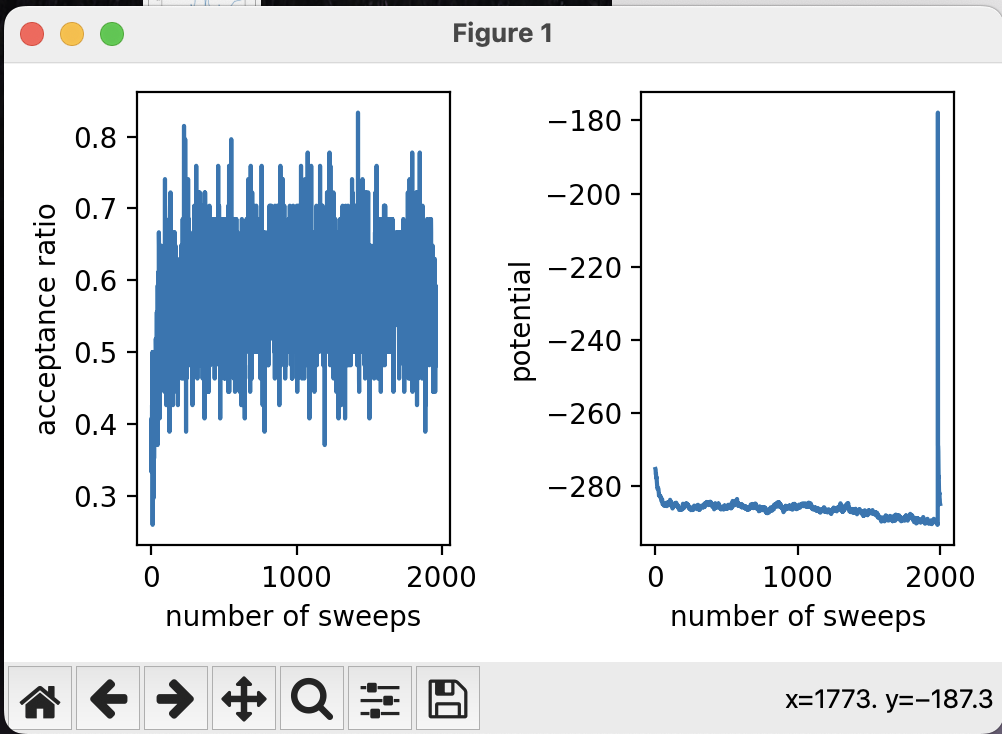 Figure 1
0.8
0.7
0.6
0.5
0.4
0.3
acceptance ratio
0 1000 2000
number of sweeps
−180
−200
−220
−240
−260
−280
potential
0 1000 2000
number of sweeps
x=1773. y=−187.3